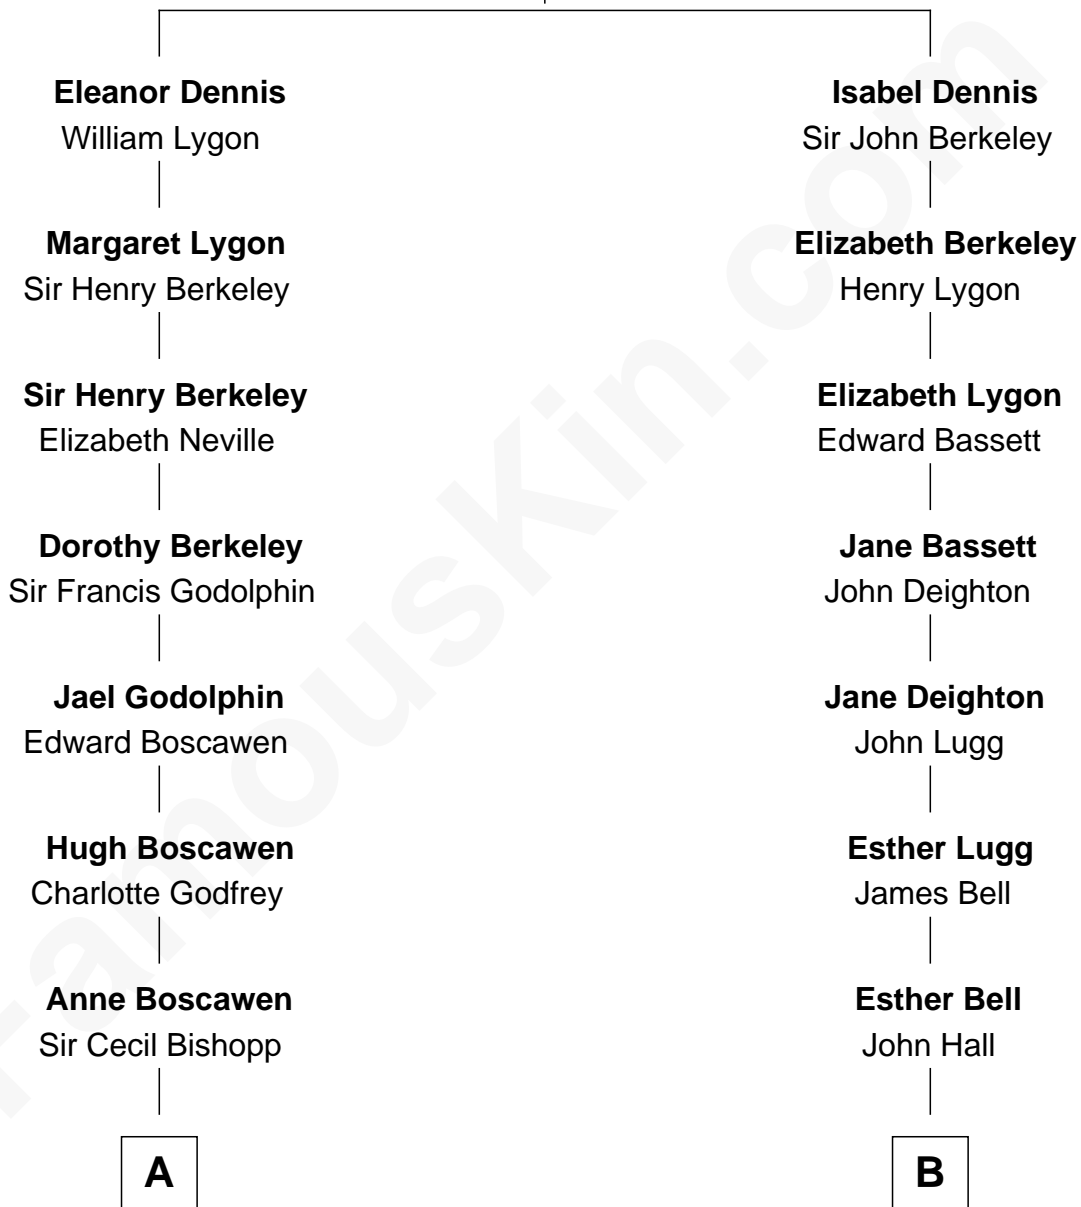 Eleanor Dennis
William Lygon
Margaret Lygon
Sir Henry Berkeley
Sir Henry Berkeley
Elizabeth Neville
Dorothy Berkeley
Sir Francis Godolphin
Jael Godolphin
Edward Boscawen
Hugh Boscawen
Charlotte Godfrey
Anne Boscawen
Sir Cecil Bishopp
A
Isabel Dennis
Sir John Berkeley
Elizabeth Berkeley
Henry Lygon
Elizabeth Lygon
Edward Bassett
Jane Bassett
John Deighton
Jane Deighton
John Lugg
Esther Lugg
James Bell
Esther Bell
John Hall
B
FamousKin.com